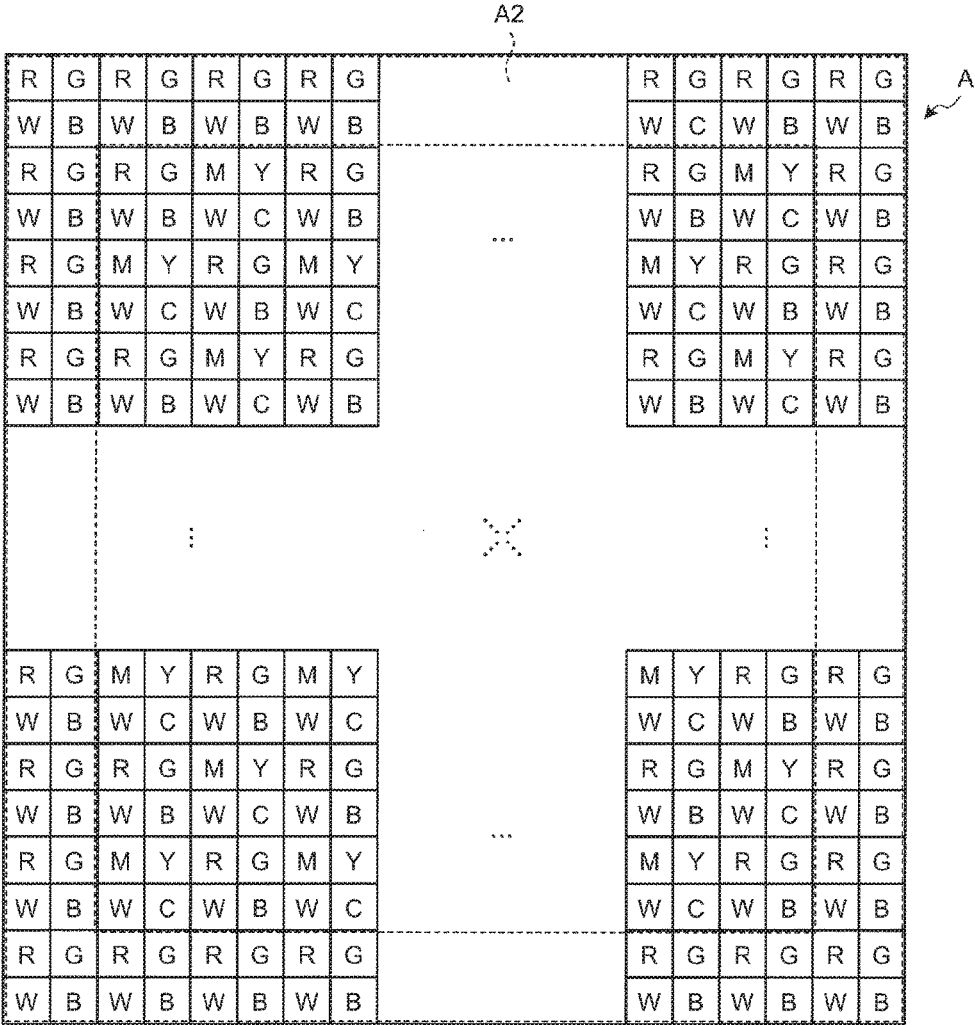 A2
A
R G R G R G R G R G R G R G
W B W B W B W B W C W B W B
R G R G M Y R G R G M Y R G
W B W B W C W B ... W B W C W B
R G M Y R G M Y M Y R G R G
W B W C W B W C W C W B W B
R G R G M Y R G R G M Y R G
W B W B W C W B W B W C W B
R G M Y R G M Y M Y R G R G
W B W C W B W C W C W B W B
R G R G M Y R G R G M Y R G
W B W B W C W B ... W B W C W B
R G M Y R G M Y M Y R G R G
W B W C W B W C W C W B W B
R G R G R G R G R G R G R G
W B W B W B W B W B W B W B